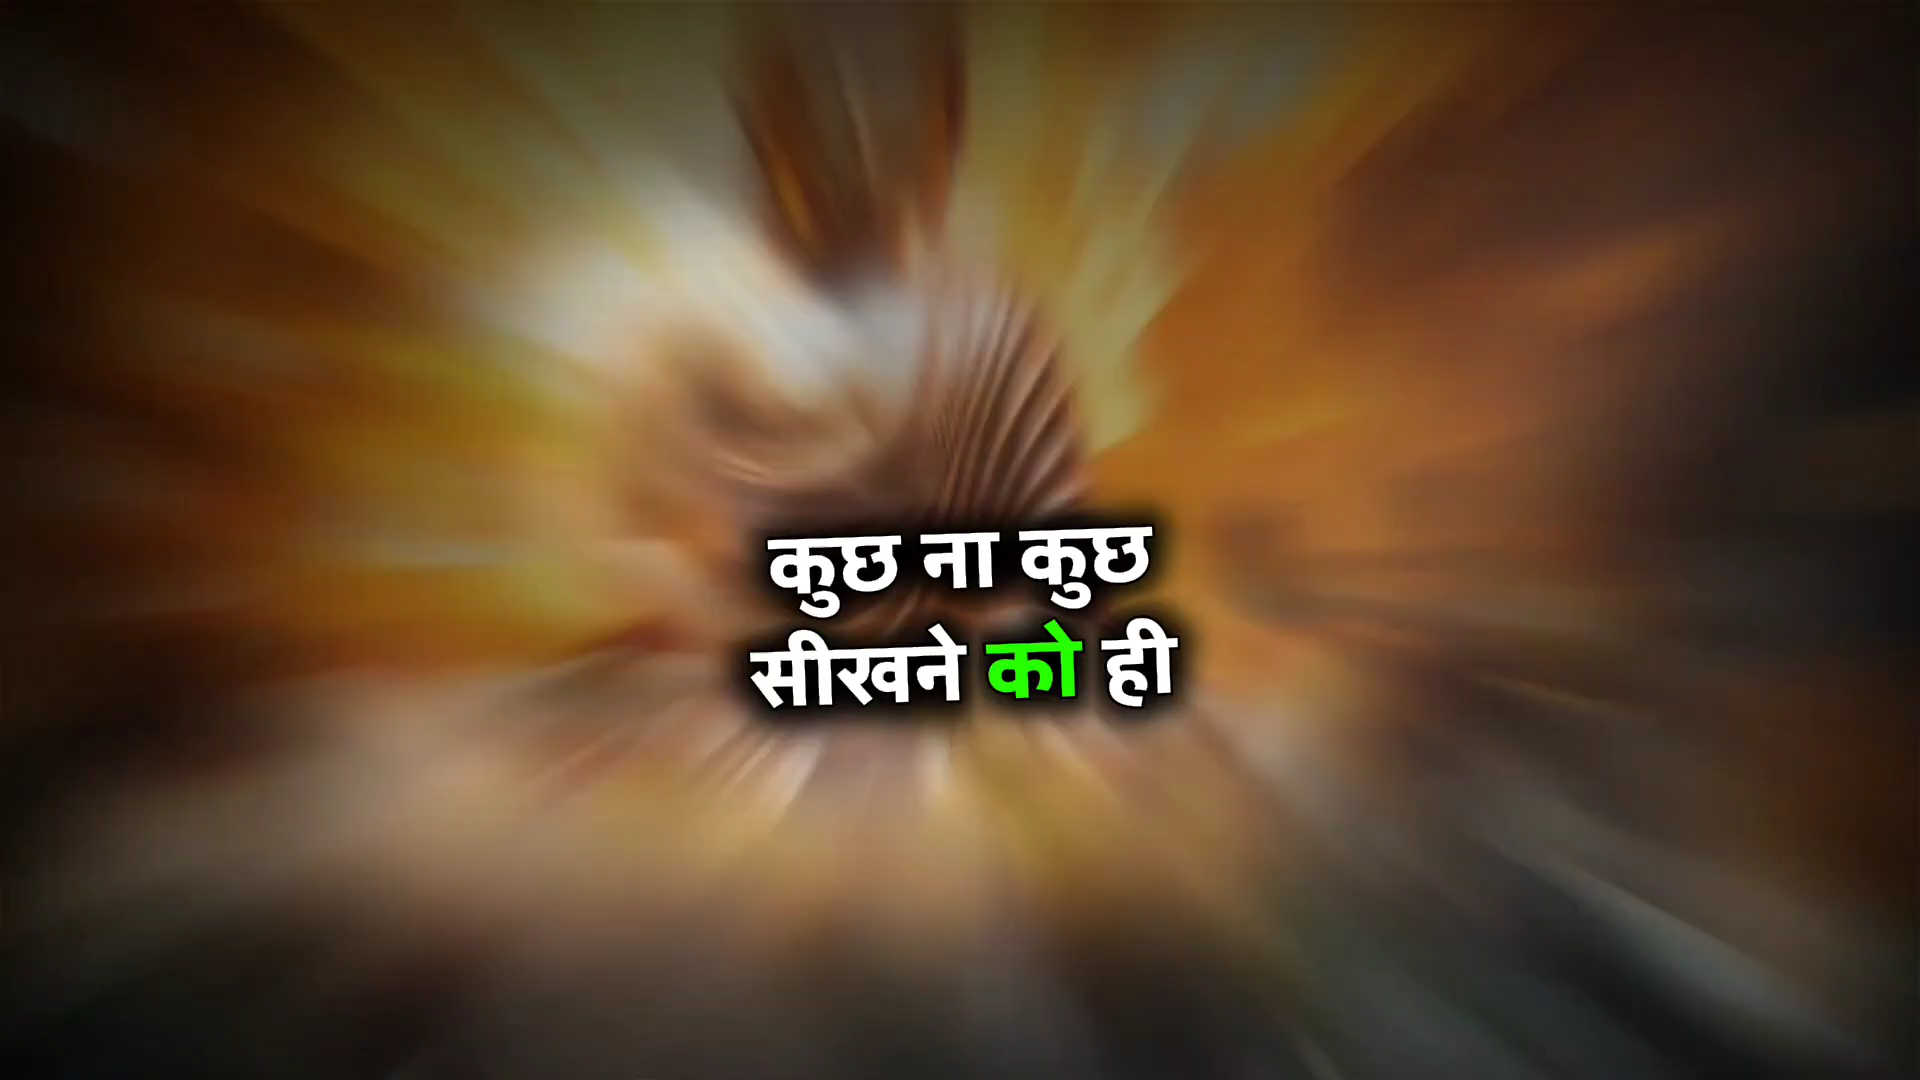 कुछ ना कुछ
सीखने को ही